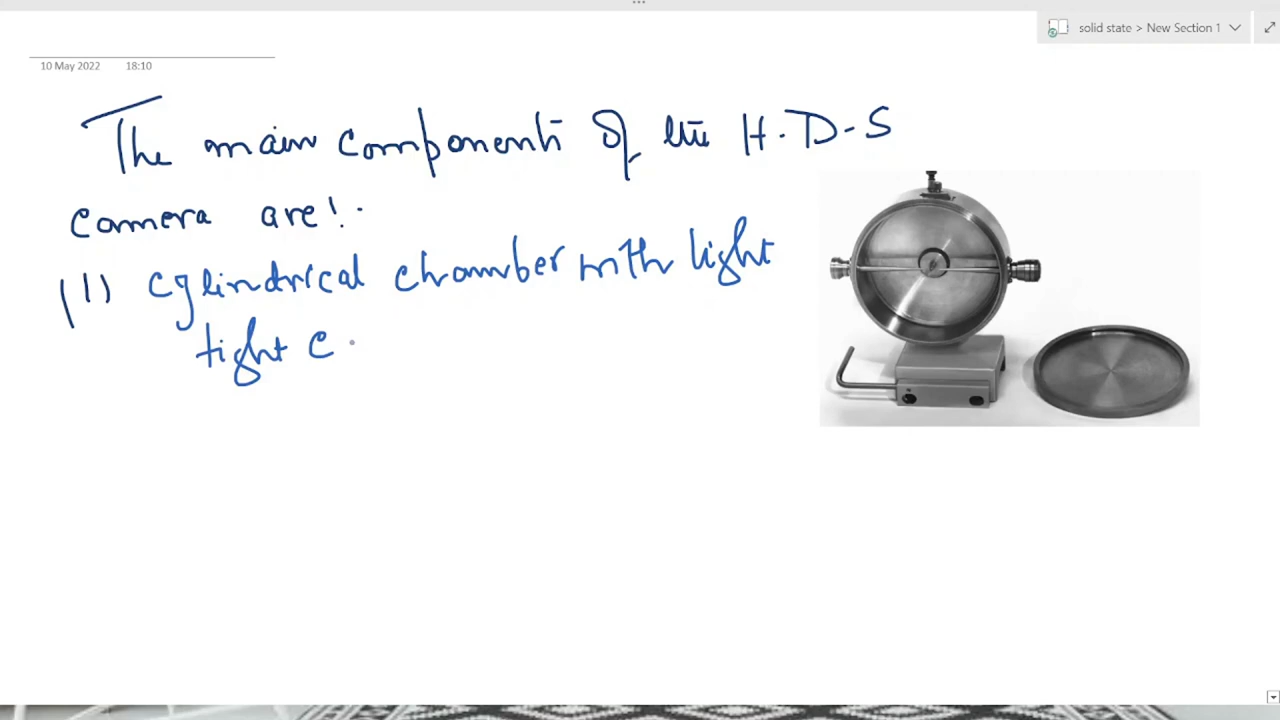 solid state > New Section 1
10 May 2022 18:10
The main components of the H.D-S
camera are:.
(1) cylindrical chamber with light
tight c